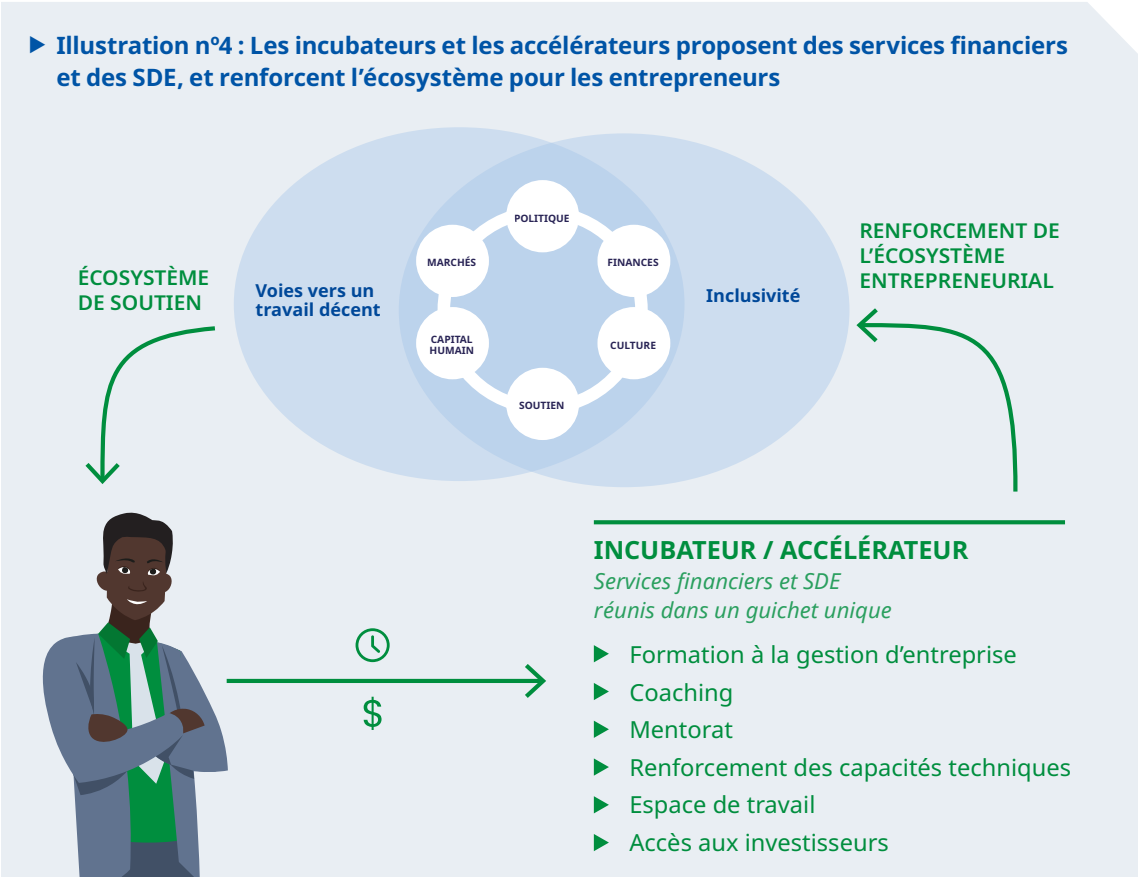 Illustration n°4 : Les incubateurs et les accélérateurs proposent des services financiers
et des SDE, et renforcent l’écosystème pour les entrepreneurs
POLITIQUE
MARCHÉS
FINANCES
RENFORCEMENT DE
L’ÉCOSYSTÈME
ENTREPRENEURIAL
ÉCOSYSTÈME
DE SOUTIEN
Voies vers un
travail décent
Inclusivité
CAPITAL
HUMAIN
CULTURE
SOUTIEN
INCUBATEUR / ACCÉLÉRATEUR
Services financiers et SDE
réunis dans un guichet unique
$
Formation à la gestion d’entreprise
Coaching
Mentorat
Renforcement des capacités techniques
Espace de travail
Accès aux investisseurs